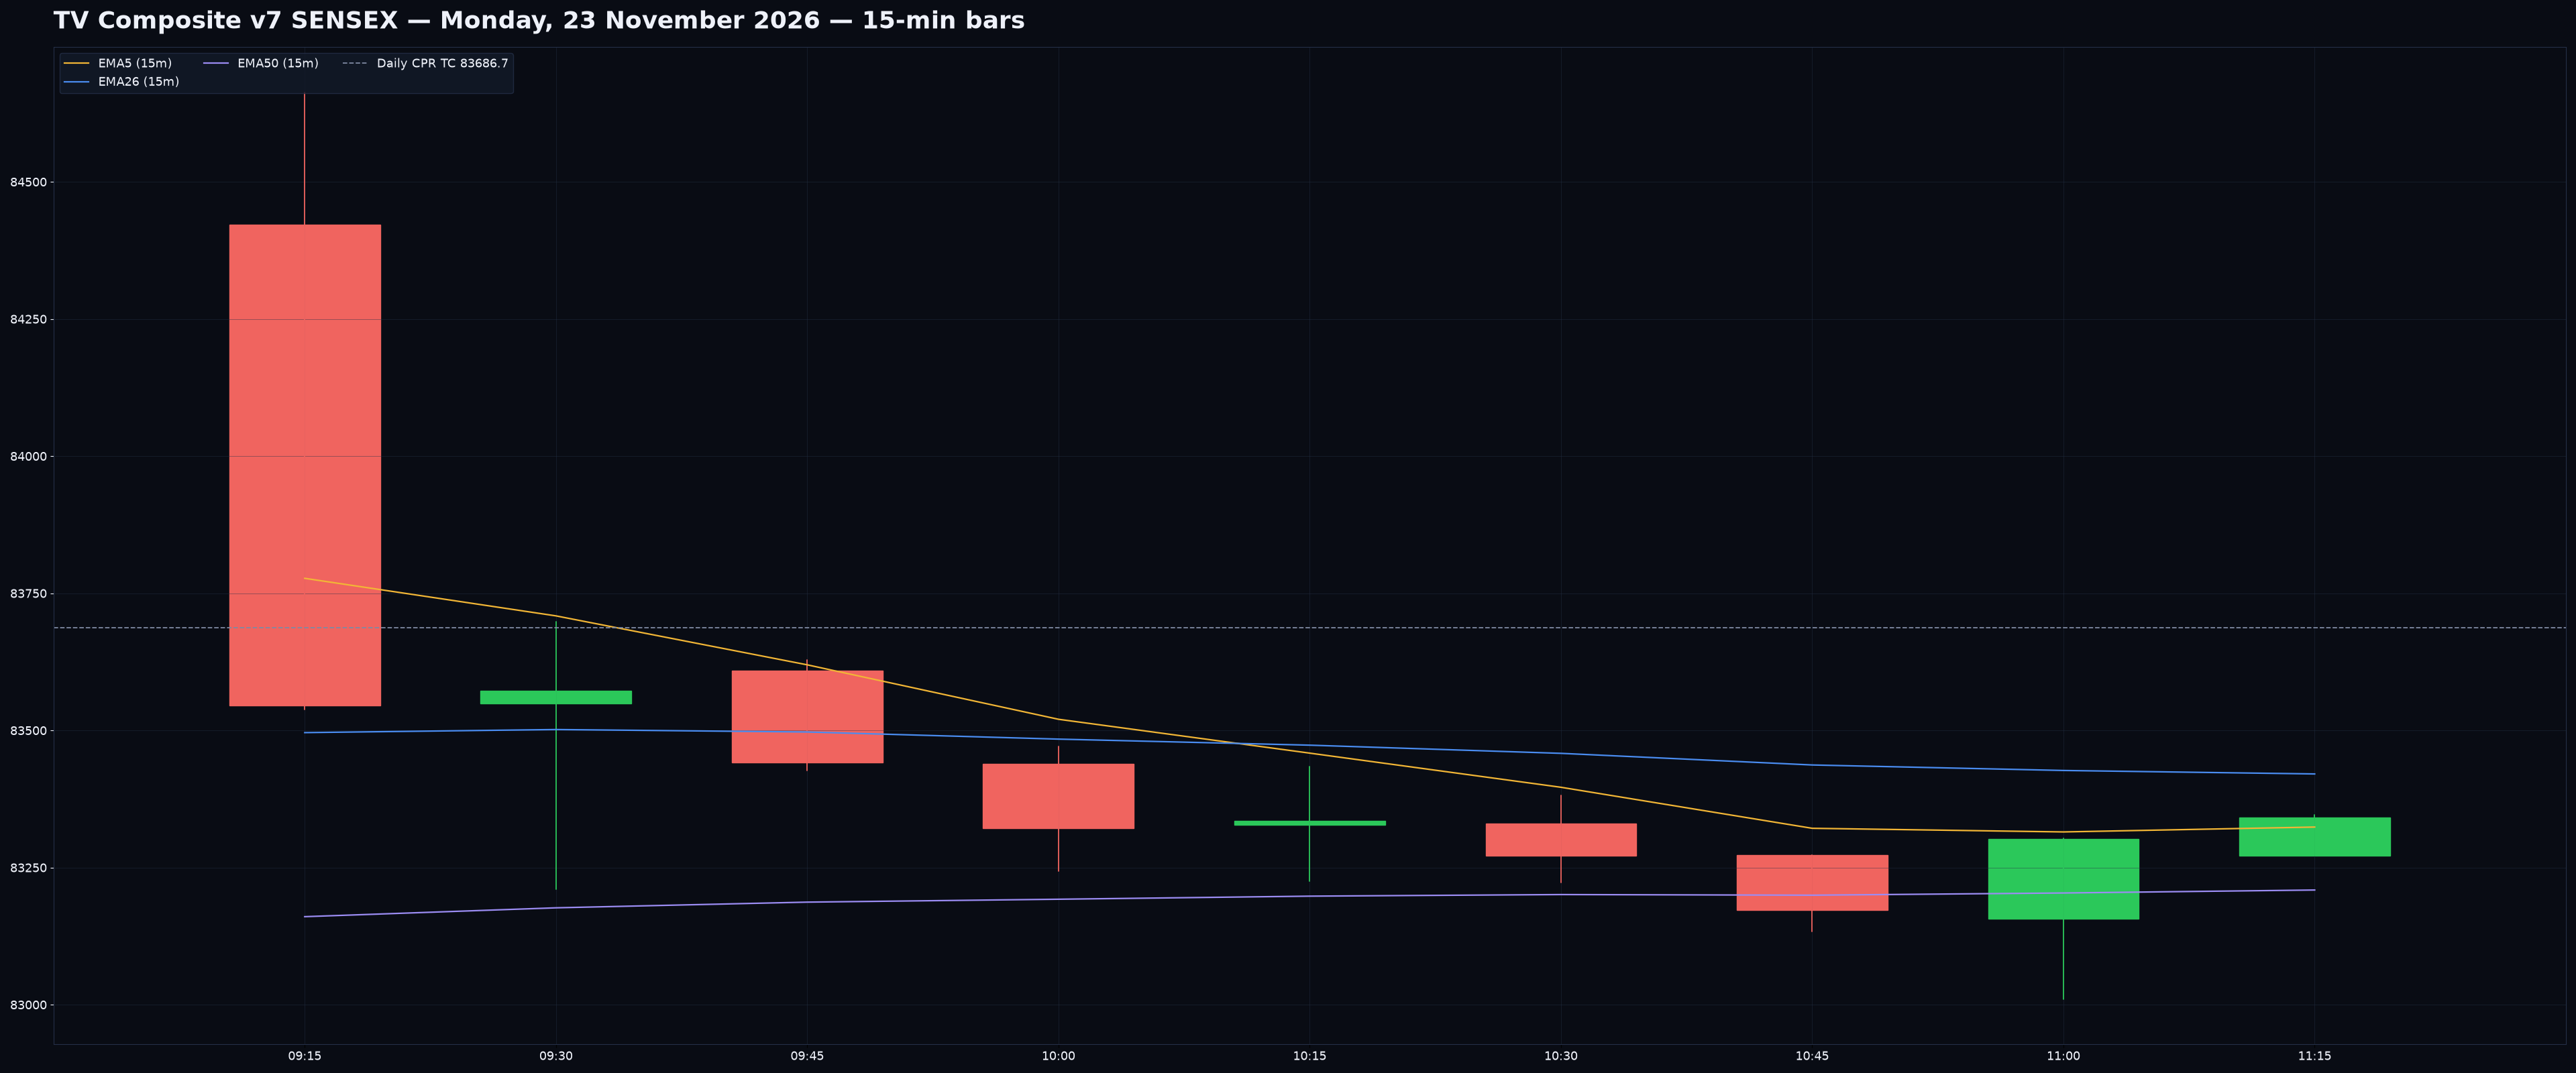 TV Composite v7 SENSEX — Monday, 23 November 2026 — 15-min bars
EMA5 (15m) EMA50 (15m) Daily CPR TC 83686.7
EMA26 (15m)
84500
84250
84000
83750
83500
83250
83000
09:15 09:30 09:45 10:00 10:15 10:30 10:45 11:00 11:15